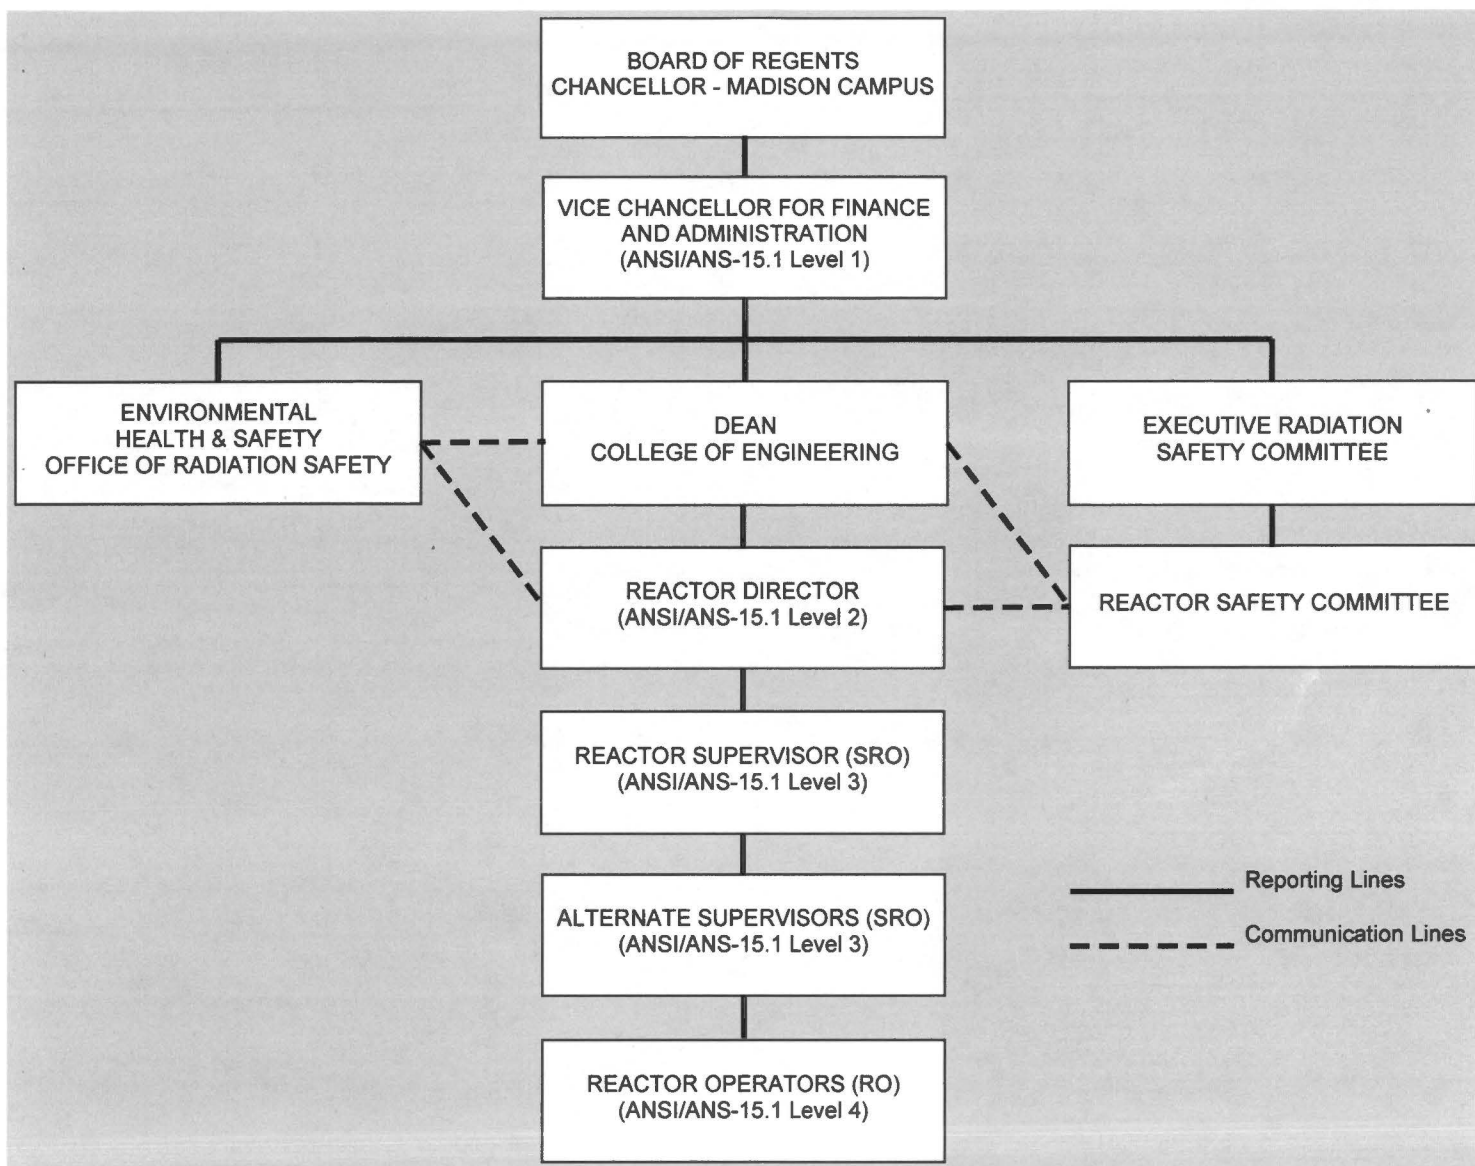 BOARD OF REGENTS
CHANCELLOR - MADISON CAMPUS
VICE CHANCELLOR FOR FINANCE
AND ADMINISTRATION
(ANSI/ANS-15.1 Level 1)
ENVIRONMENTAL
HEALTH & SAFETY
OFFICE OF RADIATION SAFETY
DEAN
COLLEGE OF ENGINEERING
EXECUTIVE RADIATION
SAFETY COMMITTEE
REACTOR DIRECTOR
(ANSI/ANS-15.1 Level 2)
REACTOR SAFETY COMMITTEE
REACTOR SUPERVISOR (SRO)
(ANSI/ANS-15.1 Level 3)
ALTERNATE SUPERVISORS (SRO)
(ANSI/ANS-15.1 Level 3)
REACTOR OPERATORS (RO)
(ANSI/ANS-15.1 Level 4)
Reporting Lines
Communication Lines